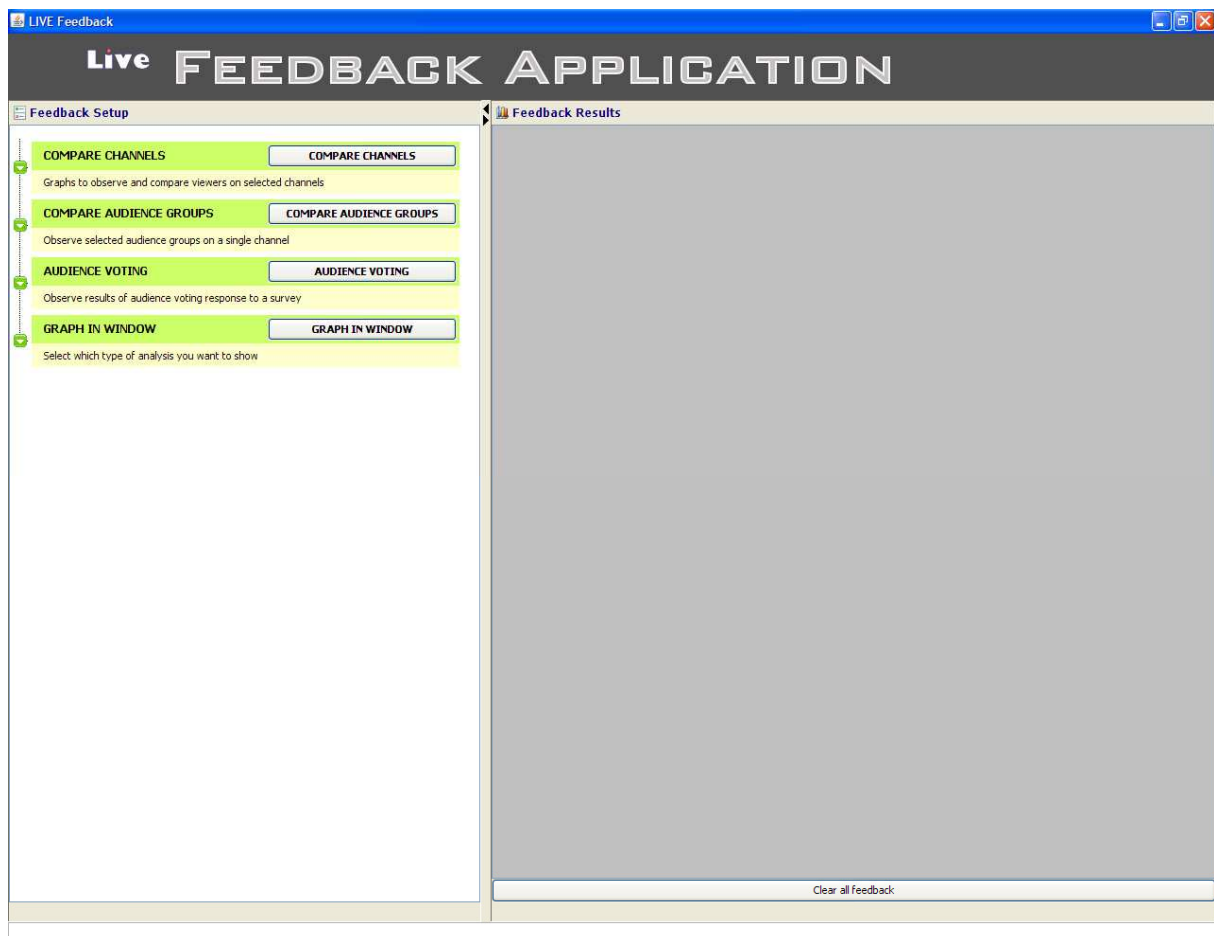 LIVE Feedback
Live FEEDBACK APPLICATION
Feedback Setup
COMPARE CHANNELS COMPARE CHANNELS
Graphs to observe and compare viewers on selected channels
COMPARE AUDIENCE GROUPS COMPARE AUDIENCE GROUPS
Observe selected audience groups on a single channel
AUDIENCE VOTING AUDIENCE VOTING
Observe results of audience voting response to a survey
GRAPH IN WINDOW GRAPH IN WINDOW
Select which type of analysis you want to show
Feedback Results
Clear all feedback